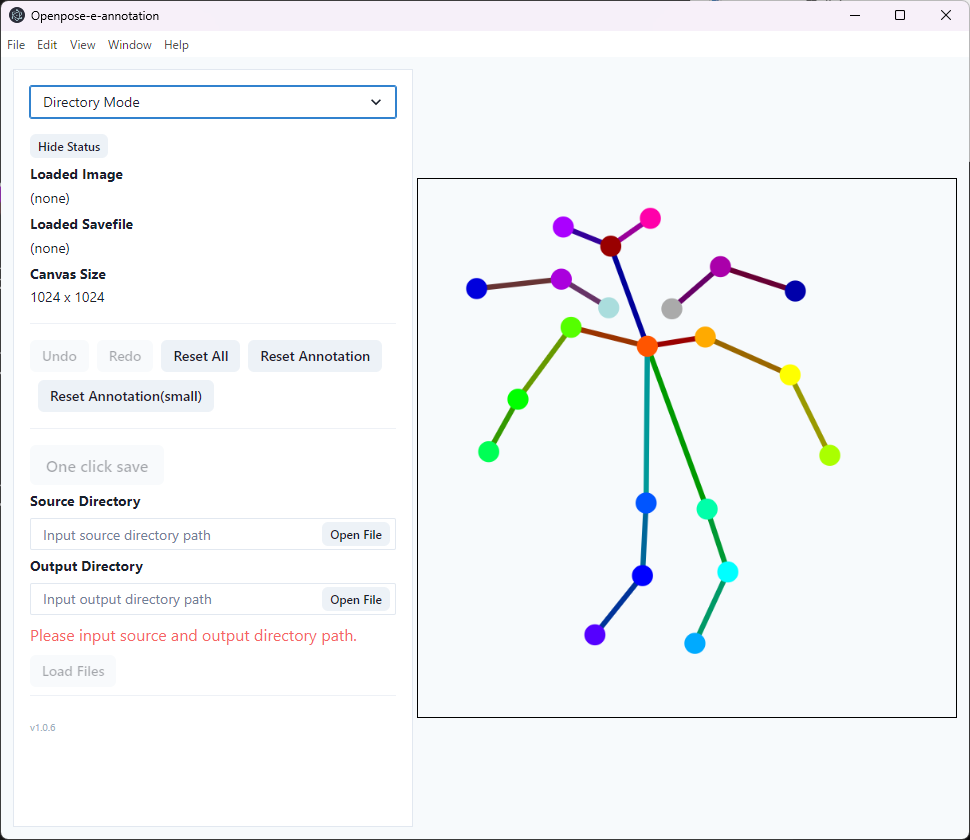 Openpose-e-annotation
File Edit View Window Help
Directory Mode
Hide Status
Loaded Image
(none)
Loaded Savefile
(none)
Canvas Size
1024 x 1024
Undo Redo Reset All Reset Annotation
Reset Annotation(small)
One click save
Source Directory
Input source directory path Open File
Output Directory
Input output directory path Open File
Please input source and output directory path.
Load Files
v1.0.6